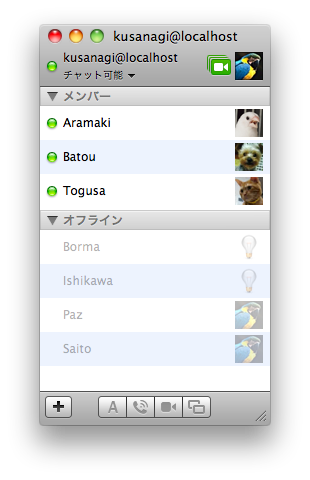 kusanagi@localhost
kusanagi@localhost
チャット可能
メンバー
Aramaki
Batou
Togusa
オフライン
Borma
Ishikawa
Paz
Saito
A